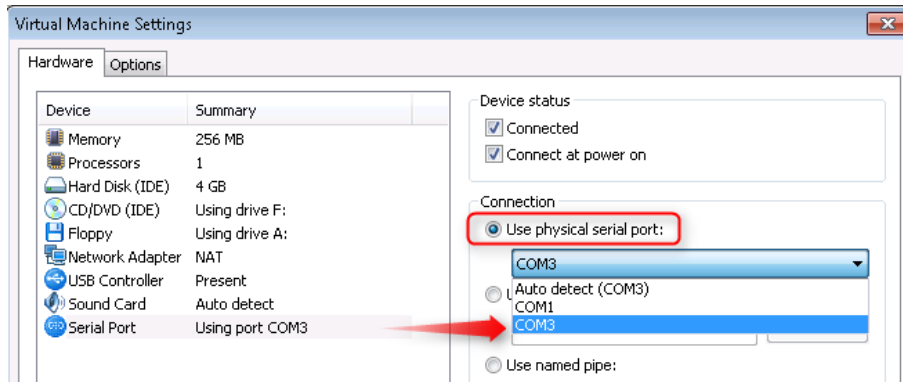 Virtual Machine Settings
Hardware Options
Device Summary
Memory 256 MB
Processors 1
Hard Disk (IDE) 4 GB
CD/DVD (IDE) Using drive F:
Floppy Using drive A:
Network Adapter NAT
USB Controller Present
Sound Card Auto detect
Serial Port Using port COM3
Device status
Connected
Connect at power on
Connection
Use physical serial port:
COM3
Auto detect (COM3)
COM1
COM3
Use named pipe: